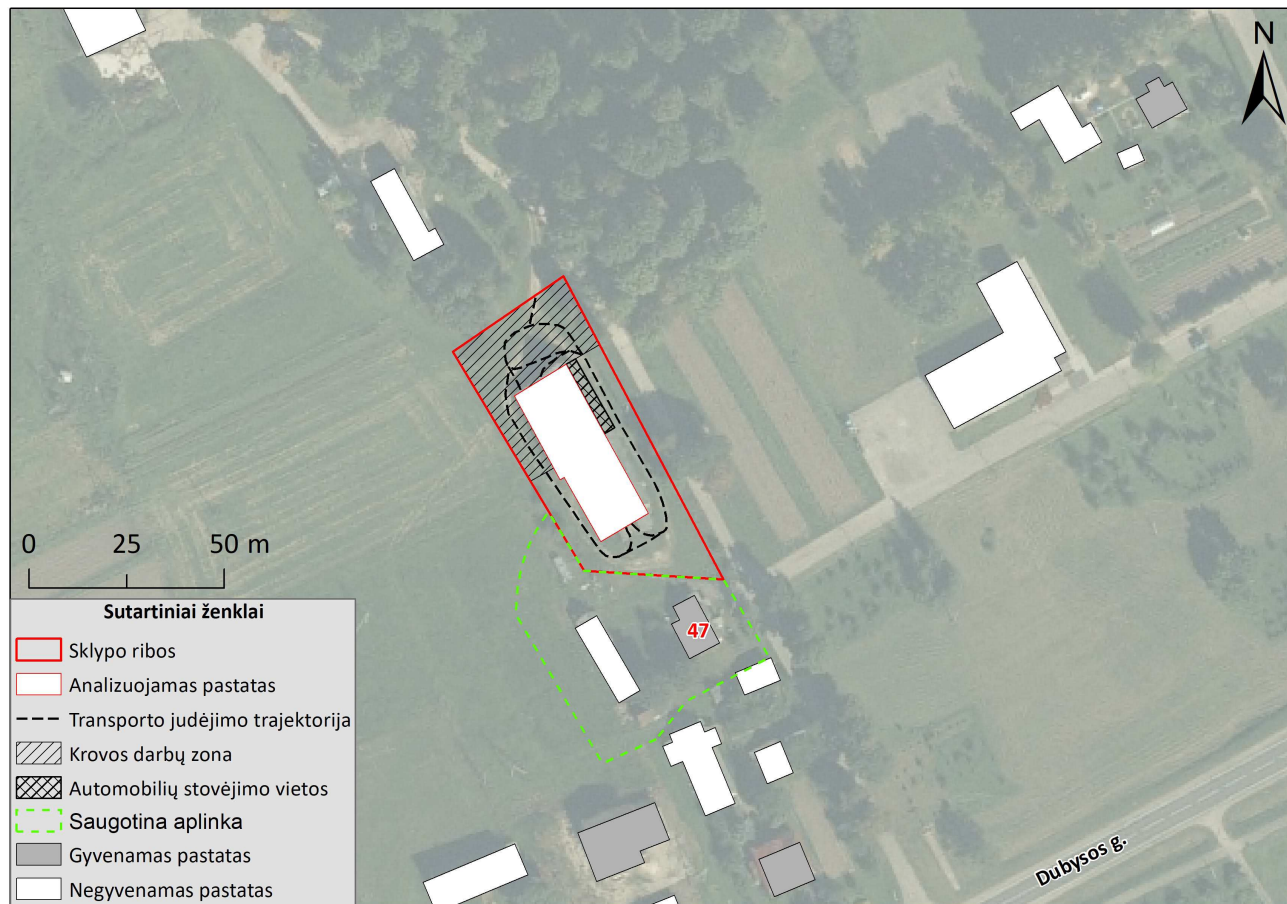 N
0 25 50 m
Sutartiniai ženklai
Sklypo ribos
Analizuojamas pastatas
Transporto judėjimo trajektorija
Krovos darbų zona
Automobilių stovėjimo vietos
Saugotina aplinka
Gyvenamas pastatas
Negyvenamas pastatas
47
Dubysos g.